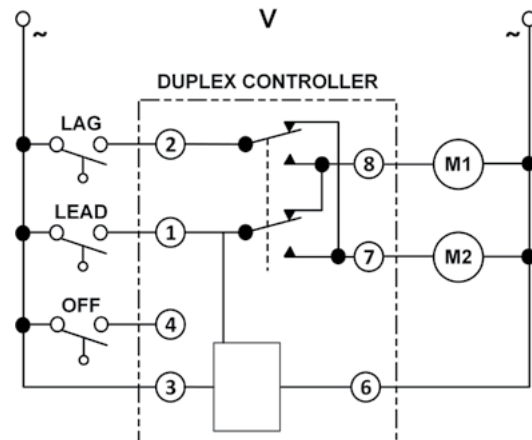 V
~ ~
DUPLEX CONTROLLER
LAG
2
8 M1
LEAD
1
7 M2
OFF
4
3 6